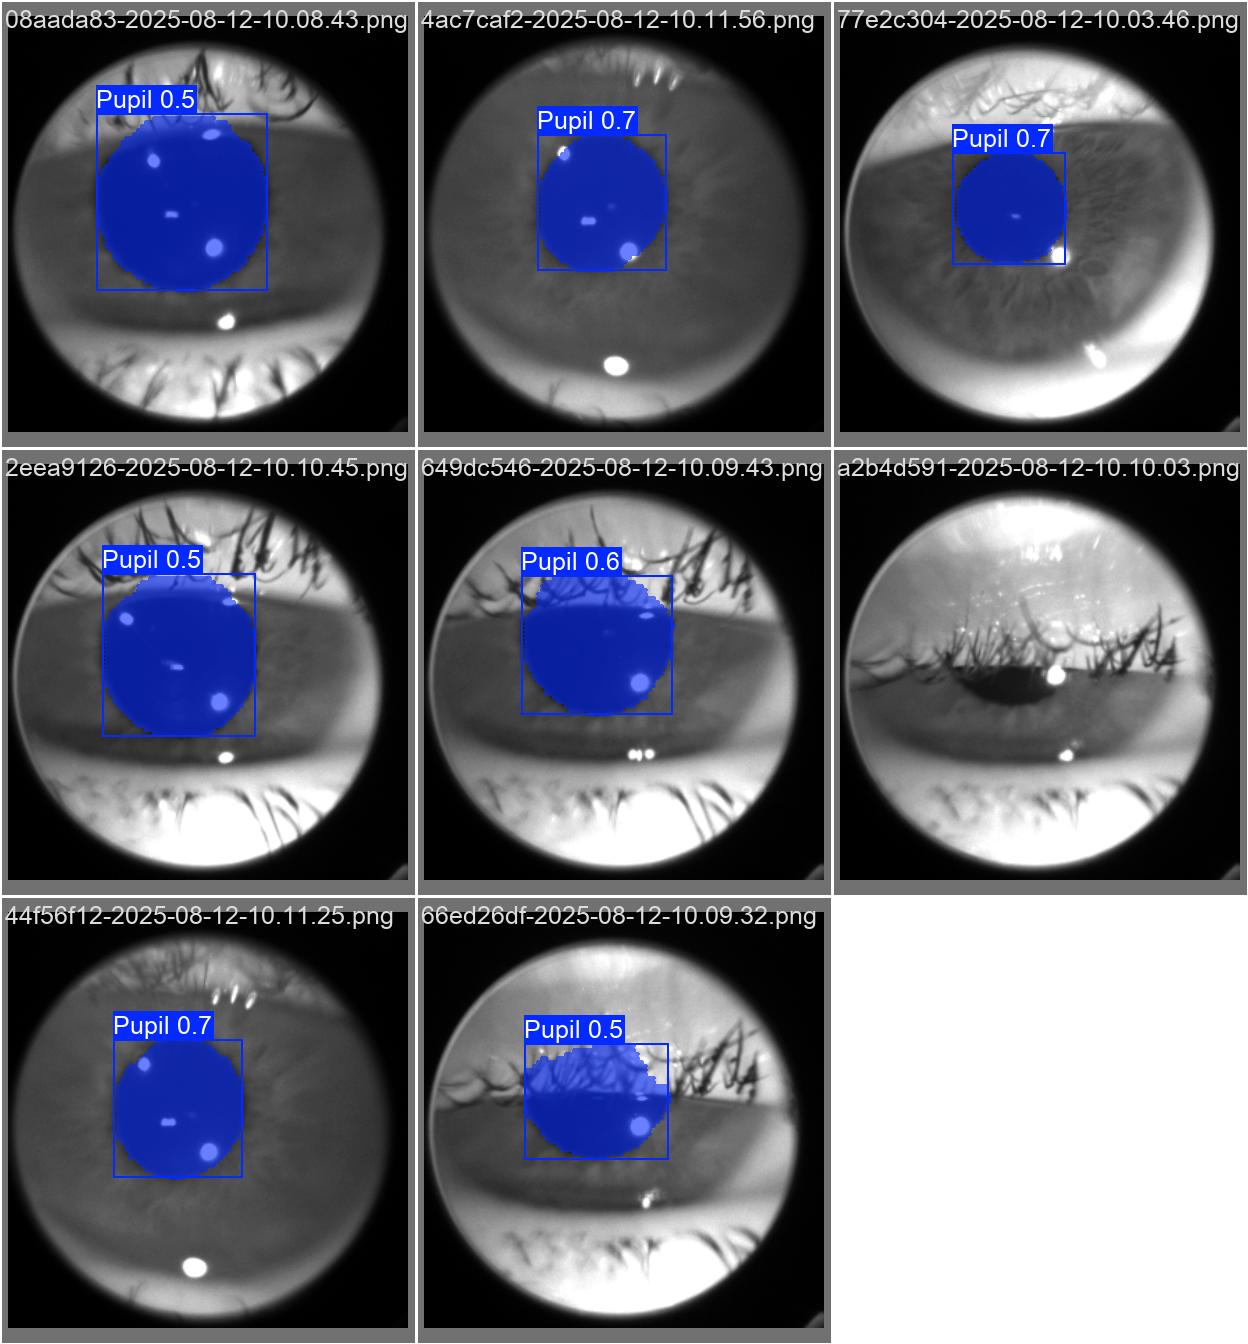 08aada83-2025-08-12-10.08.43.png
Pupil 0.5
4ac7caf2-2025-08-12-10.11.56.png
Pupil 0.7
77e2c304-2025-08-12-10.03.46.png
Pupil 0.7
2eea9126-2025-08-12-10.10.45.png
Pupil 0.5
649dc546-2025-08-12-10.09.43.png
Pupil 0.6
a2b4d591-2025-08-12-10.10.03.png
44f56f12-2025-08-12-10.11.25.png
Pupil 0.7
66ed26df-2025-08-12-10.09.32.png
Pupil 0.5